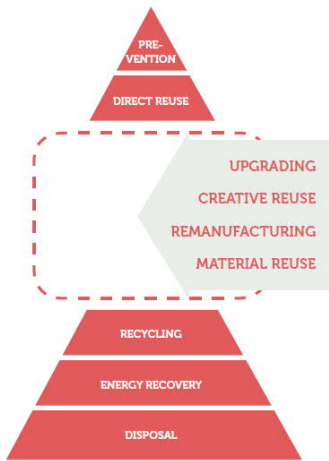 PRE-
VENTION
DIRECT REUSE
UPGRADING
CREATIVE REUSE
REMANUFACTURING
MATERIAL REUSE
RECYCLING
ENERGY RECOVERY
DISPOSAL